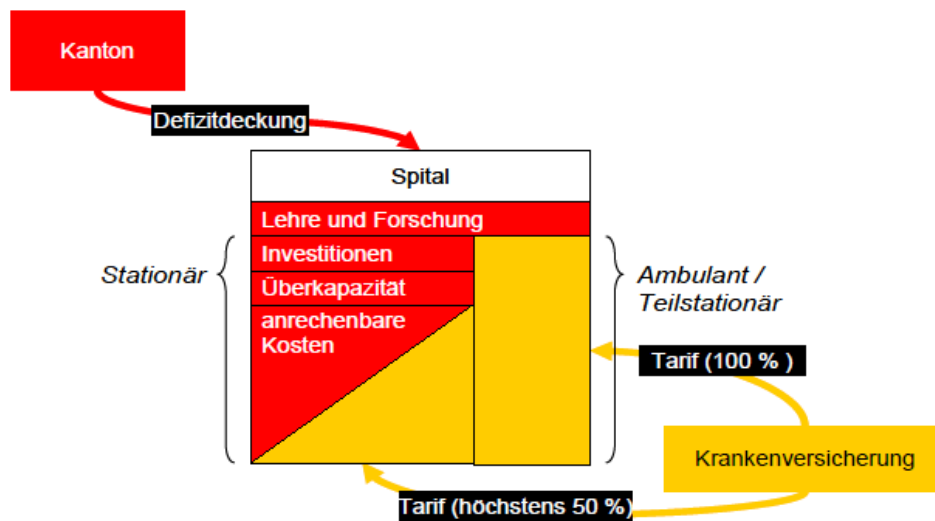 Kanton
Defizitdeckung
Spital
Lehre und Forschung
Investitionen
Stationär
Überkapazität
anrechenbare
Kosten
Ambulant /
Teilstationär
Tarif (100 % )
Krankenversicherung
Tarif (höchstens 50 %)